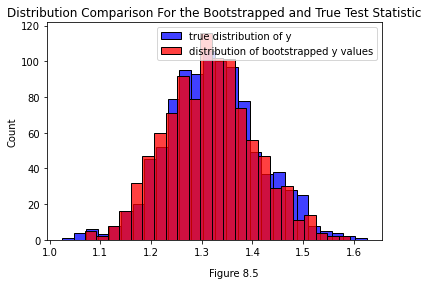 Distribution Comparison For the Bootstrapped and True Test Statistic
true distribution of y
distribution of bootstrapped y values
Count
120
100
80
60
40
20
0
1.0 1.1 1.2 1.3 1.4 1.5 1.6
Figure 8.5